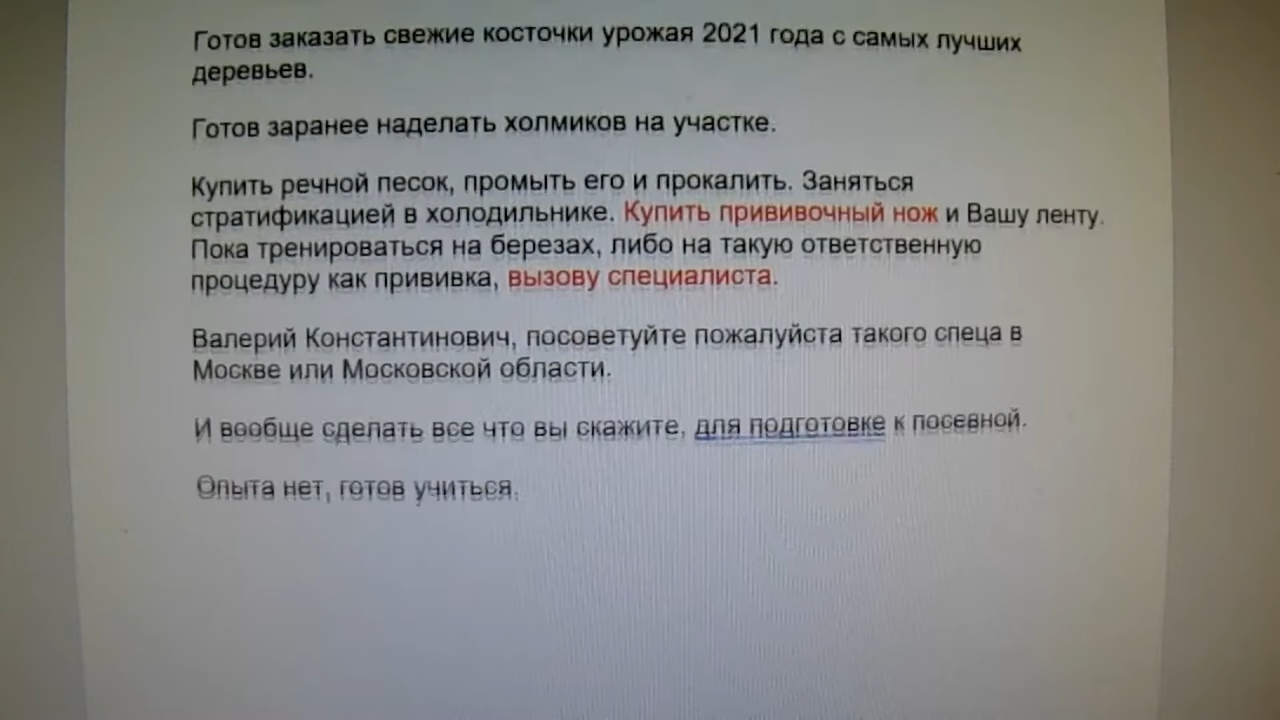 Готов заказать свежие косточки урожая 2021 года с самых лучших
деревьев.
Готов заранее наделать холмиков на участке.
Купить речной песок, промыть его и прокалить. Заняться
стратификацией в холодильнике. Купить прививочный нож и Вашу ленту.
Пока тренироваться на березах, либо на такую ответственную
процедуру как прививка, вызову специалиста.
Валерий Константинович, посоветуйте пожалуйста такого спеца в
Москве или Московской области.
И вообще сделать все что вы скажите, для подготовке к посевной.
Опыта нет, готов учиться.